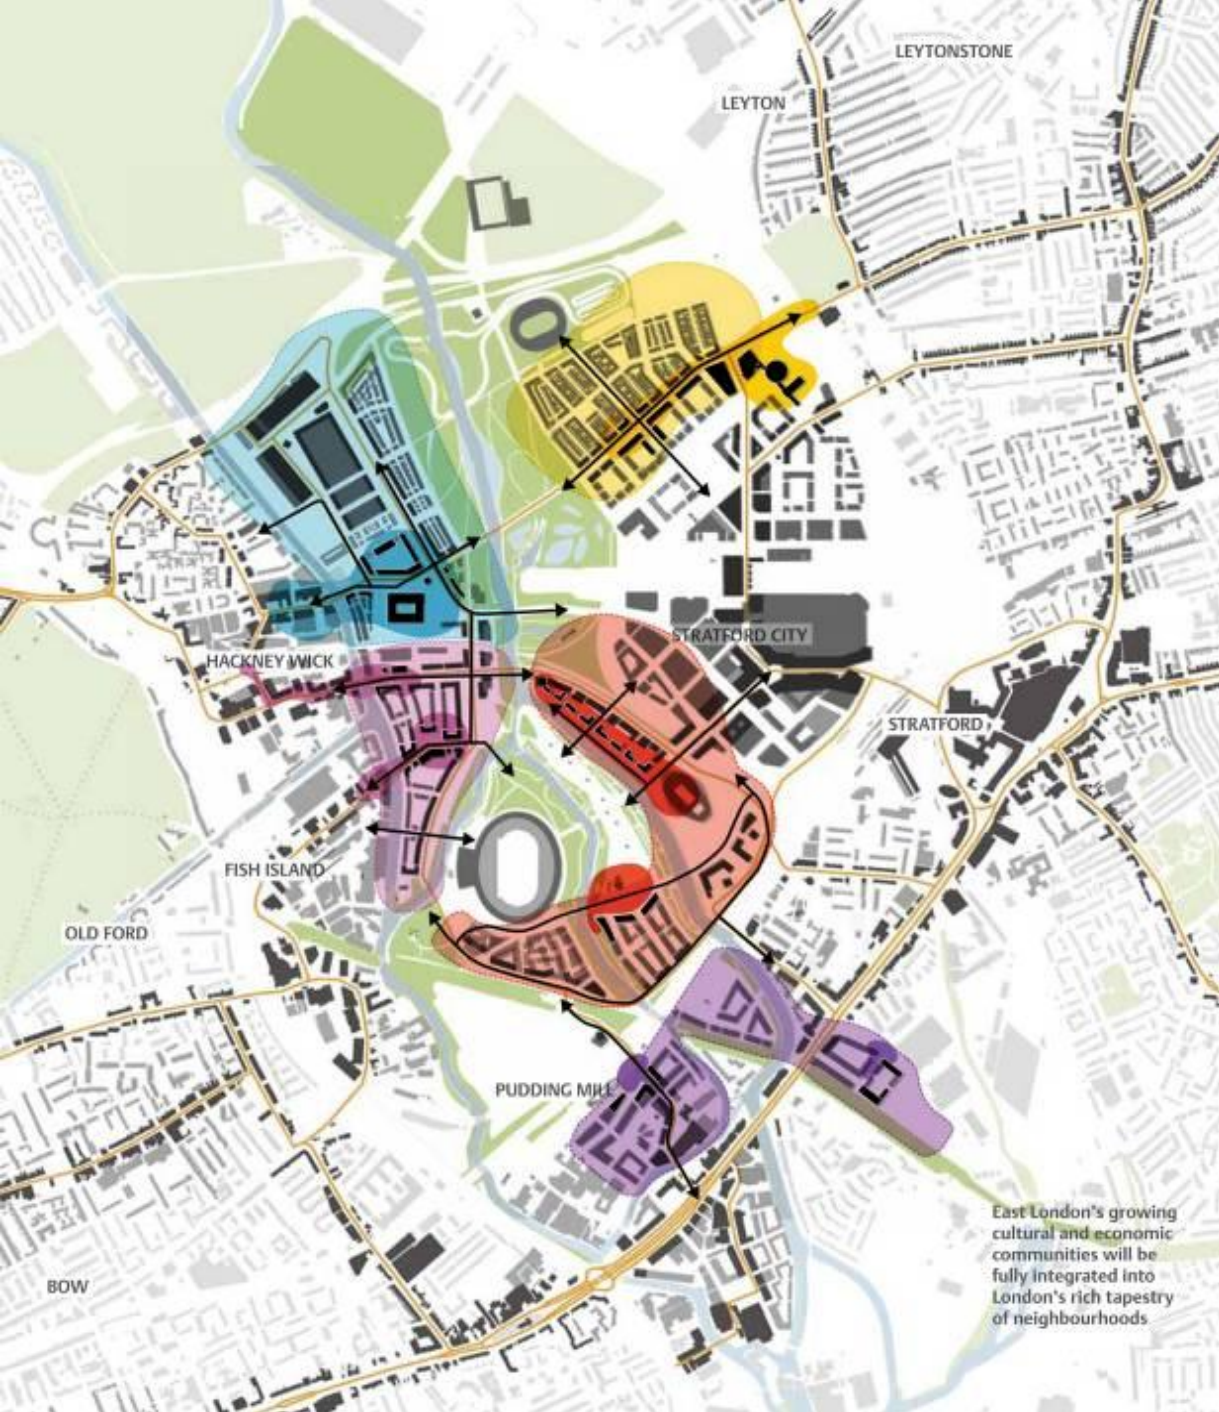 LEYTONSTONE
LEYTON
STRATFORD CITY
HACKNEY WICK
STRATFORD
FISH ISLAND
OLD FORD
PUDDING MILL
East London's growing
cultural and economic
communities will be
fully integrated into
London's rich tapestry
of neighbourhoods
BOW